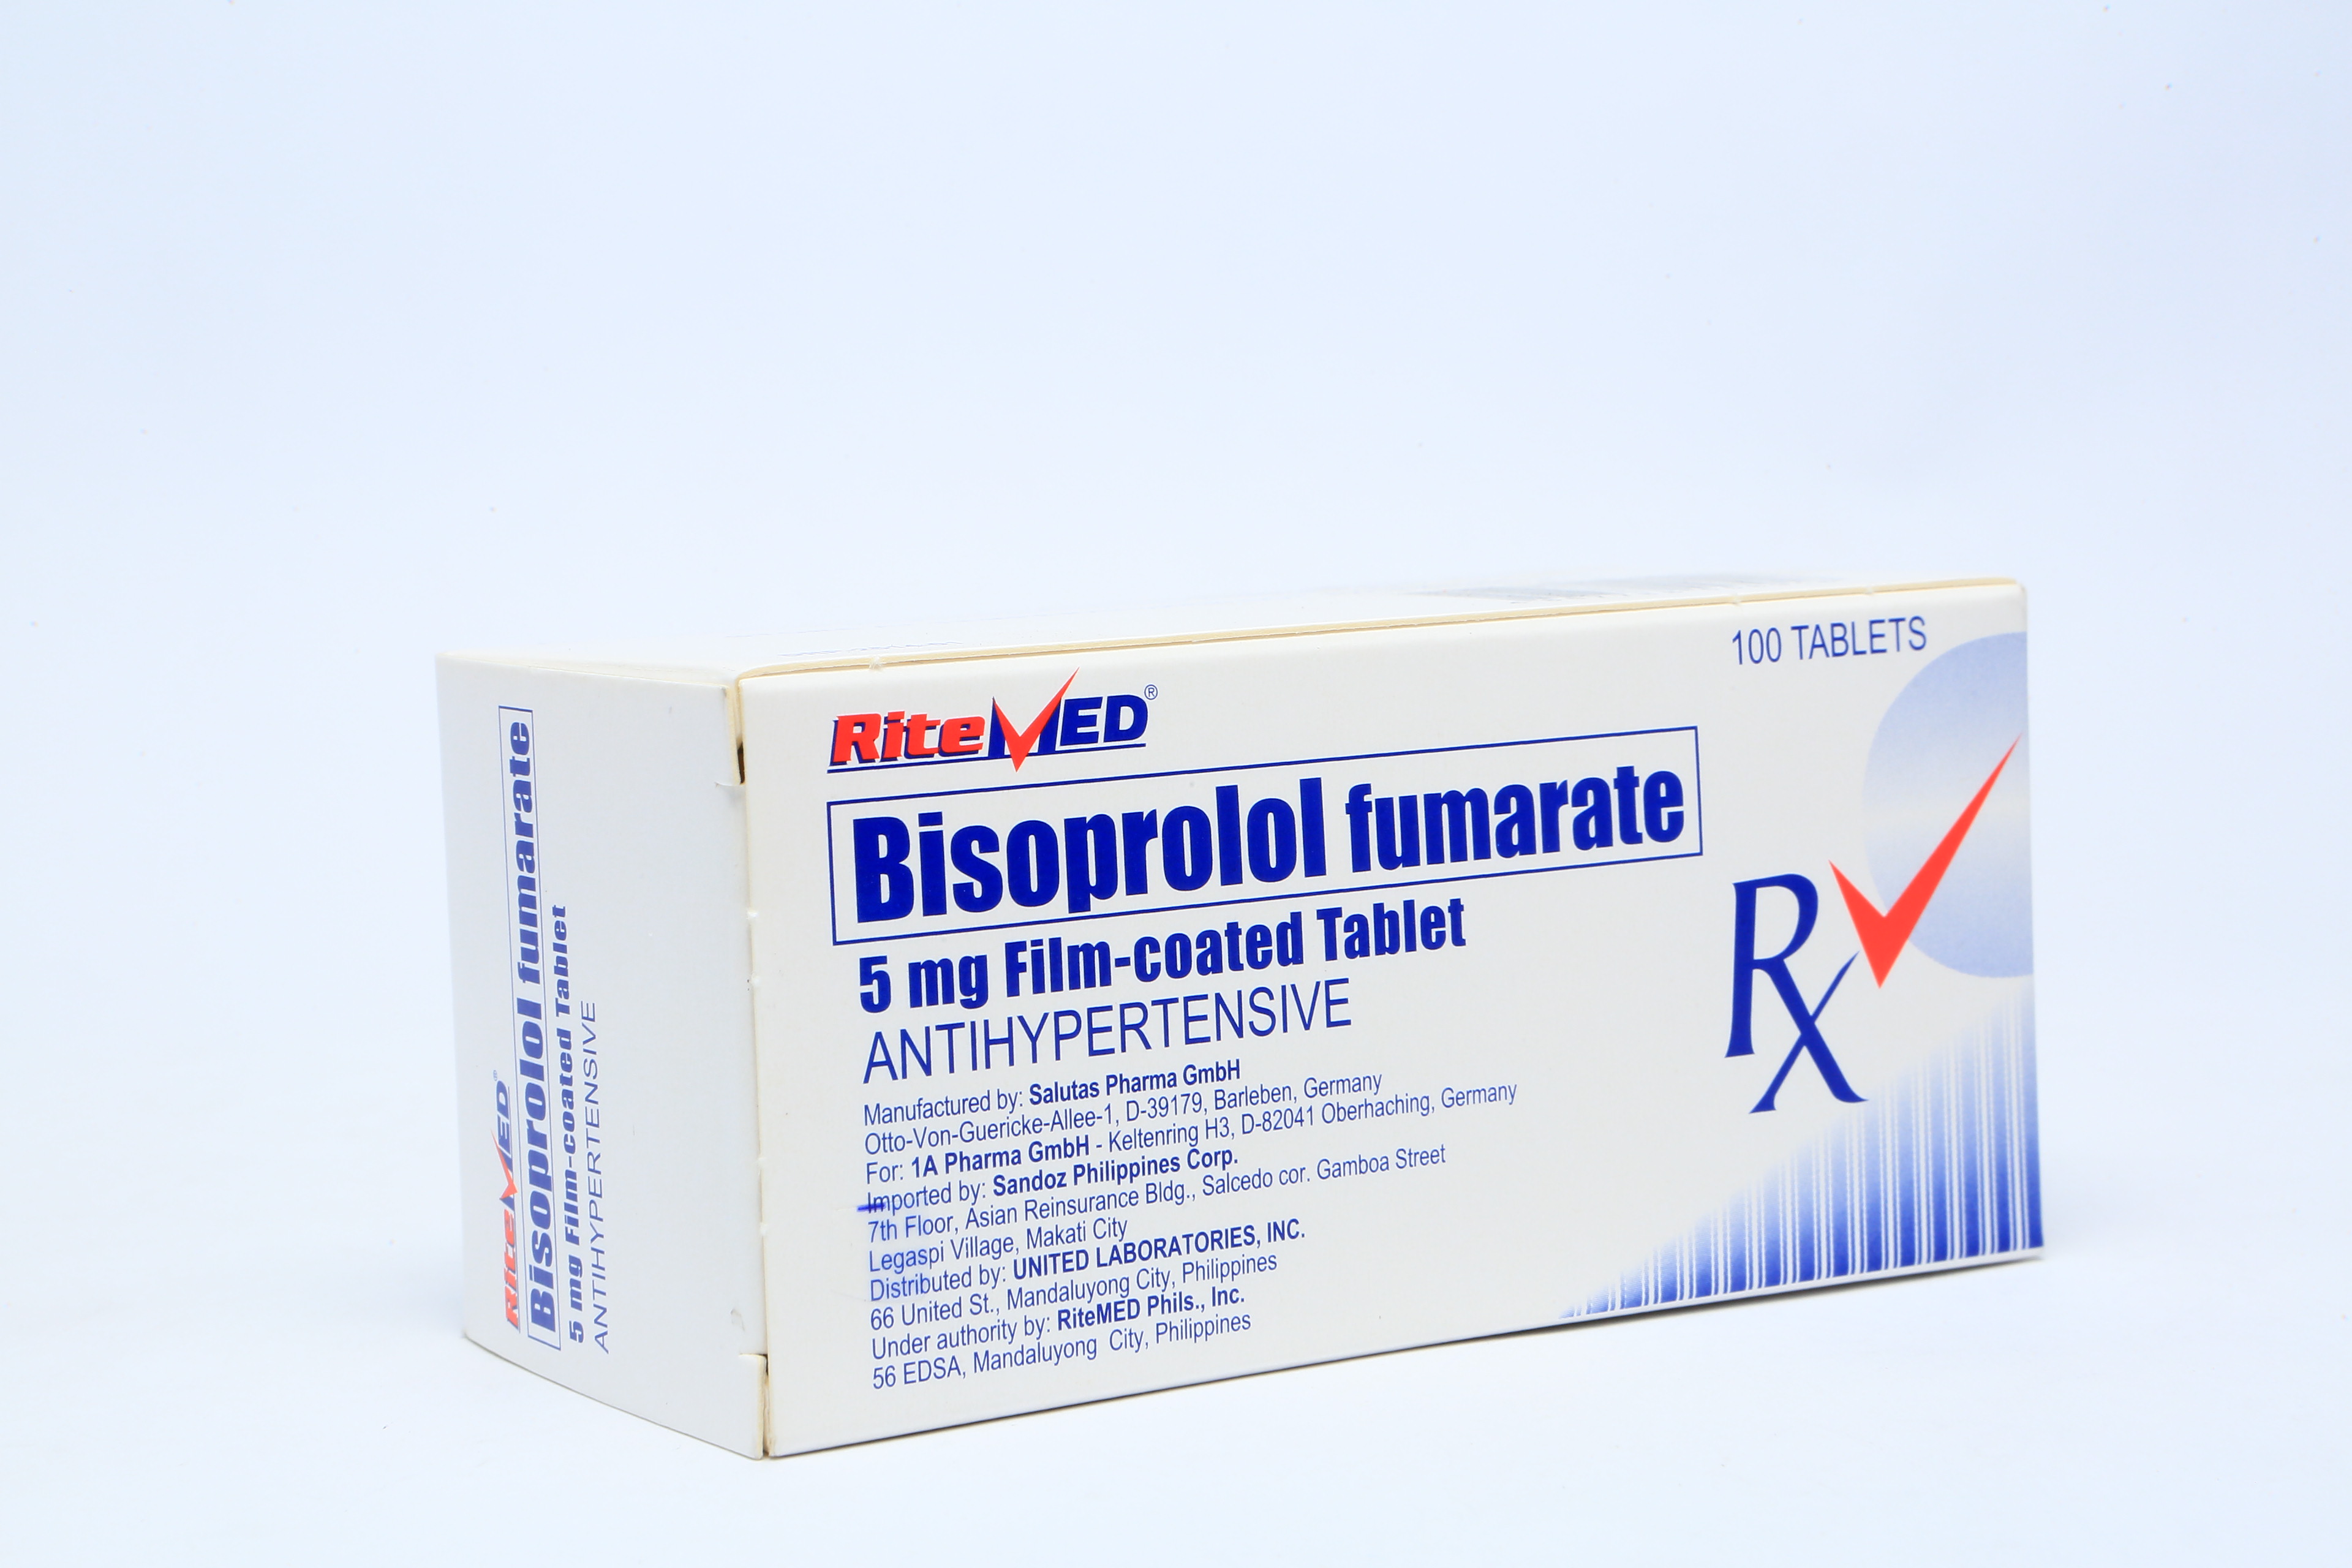 RiteMED®
Bisoprolol fumarate
5 mg Film-coated Tablet
ANTIHYPERTENSIVE
RiteMED®
100 TABLETS
Bisoprolol fumarate
5 mg Film-coated Tablet
ANTIHYPERTENSIVE
Rx
Manufactured by: Salutas Pharma GmbH
Otto-Von-Guericke-Allee-1, D-39179, Barleben, Germany
For: 1A Pharma GmbH - Keltenring H3, D-82041 Oberhaching, Germany
Imported by: Sandoz Philippines Corp.
7th Floor, Asian Reinsurance Bldg., Salcedo cor. Gamboa Street
Legaspi Village, Makati City
Distributed by: UNITED LABORATORIES, INC.
66 United St., Mandaluyong City, Philippines
Under authority by: RiteMED Phils., Inc.
56 EDSA, Mandaluyong City, Philippines